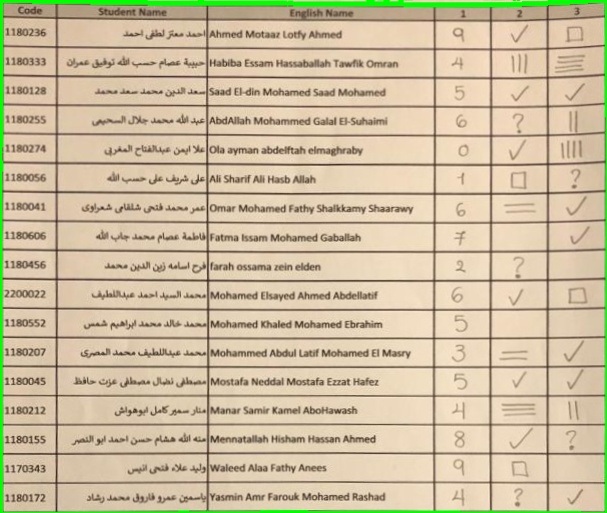 Code Student Name English Name 1 2 3
1180236 احمد معتز لطفى احمد Ahmed Motaaz Lotfy Ahmed 9 ✓ □
1180333 حبيبة عصام حسب الله توفيق عمران Habiba Essam Hassaballah Tawfik Omran 4 ||| ≡
1180128 سعد الدين محمد سعد محمد Saad El-din Mohamed Saad Mohamed 5 ✓ ✓
1180255 عبد الله محمد جلال السحيمى AbdAllah Mohammed Galal El-Suhaimi 6 ? ||
1180274 علا ايمن عبدالفتاح المغربي Ola ayman abdelftah elmaghraby 0 ✓ ||||
1180056 على شريف على حسب الله Ali Sharif Ali Hasb Allah 1 □ ?
1180041 عمر محمد فتحى شلقامى شعراوى Omar Mohamed Fathy Shalkkamy Shaarawy 6 = ✓
1180606 فاطمة عصام محمد جاب الله Fatma Issam Mohamed Gaballah 7 ✓
1180456 فرح اسامه زين الدين محمد farah ossama zein elden 2 ?
2200022 محمد السيد احمد عبداللطيف Mohamed Elsayed Ahmed Abdellatif 6 ✓ □
1180552 محمد خالد محمد ابراهيم شمس Mohamed Khaled Mohamed Ebrahim 5
1180207 محمد عبداللطيف محمد المصرى Mohammed Abdul Latif Mohamed El Masry 3 = ✓
1180045 مصطفى نضال مصطفى عزت حافظ Mostafa Neddal Mostafa Ezzat Hafez 5 ✓ ✓
1180212 منار سمير كامل ابوهواش Manar Samir Kamel AboHawash 4 ≡ ||
1180155 منه الله هشام حسن احمد ابو النصر Mennatallah Hisham Hassan Ahmed 8 ✓ ?
1170343 وليد علاء فتحى انيس Waleed Alaa Fathy Anees 9 □
1180172 ياسمين عمرو فاروق محمد رشاد Yasmin Amr Farouk Mohamed Rashad 4 ? ✓